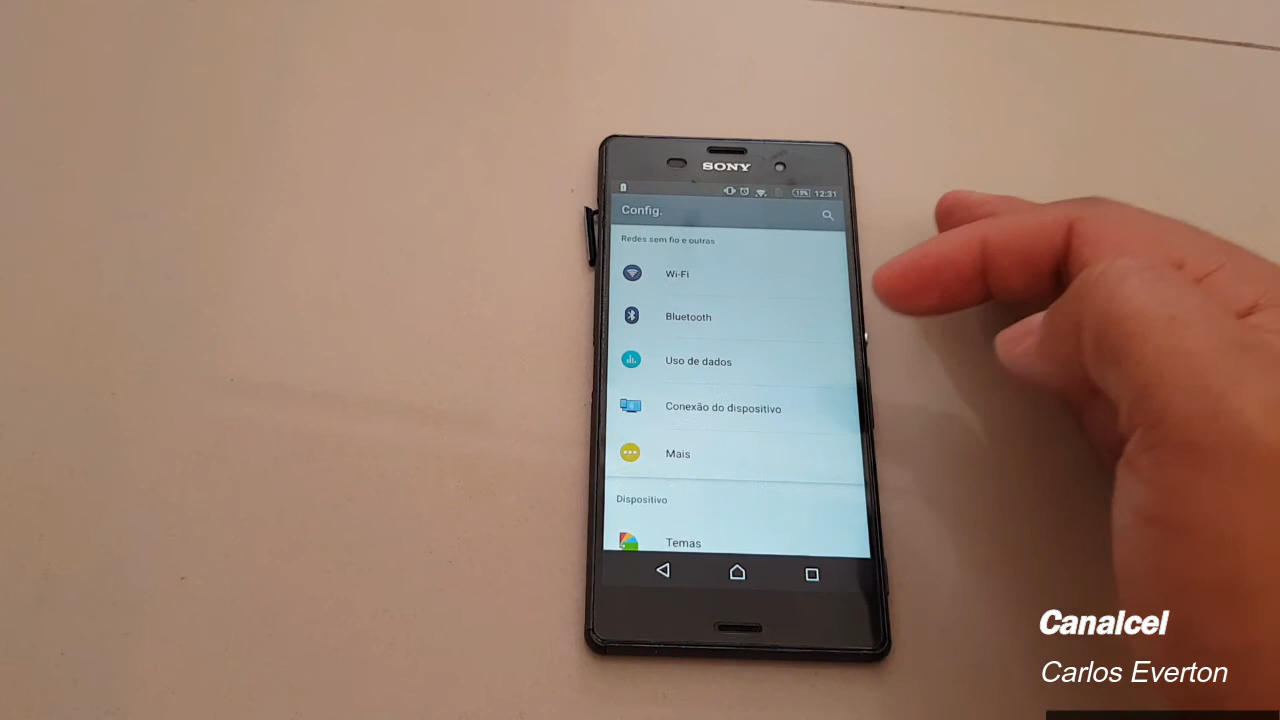 SONY
12:31
Config.
Redes sem fio e outras
Wi-Fi
Bluetooth
Uso de dados
Conexão do dispositivo
Mais
Dispositivo
Temas
Canalcel
Carlos Everton